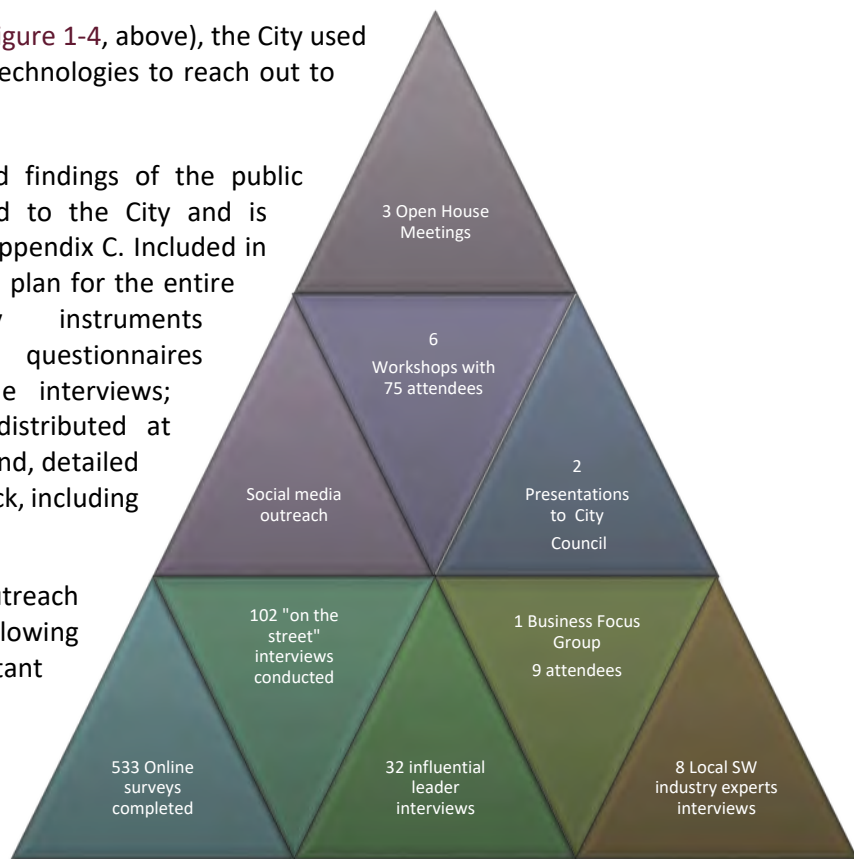 igure 1-4, above), the City used
echnologies to reach out to
d findings of the public
d to the City and is
ppendix C. Included in
plan for the entire
instruments
questionnaires
e interviews;
distributed at
nd, detailed
ck, including
utreach
lowing
tant
3 Open House
Meetings
6
Workshops with
75 attendees
Social media
outreach
2
Presentations
to City
Council
102 "on the
street"
interviews
conducted
1 Business Focus
Group
9 attendees
533 Online
surveys
completed
32 influential
leader
interviews
8 Local SW
industry experts
interviews